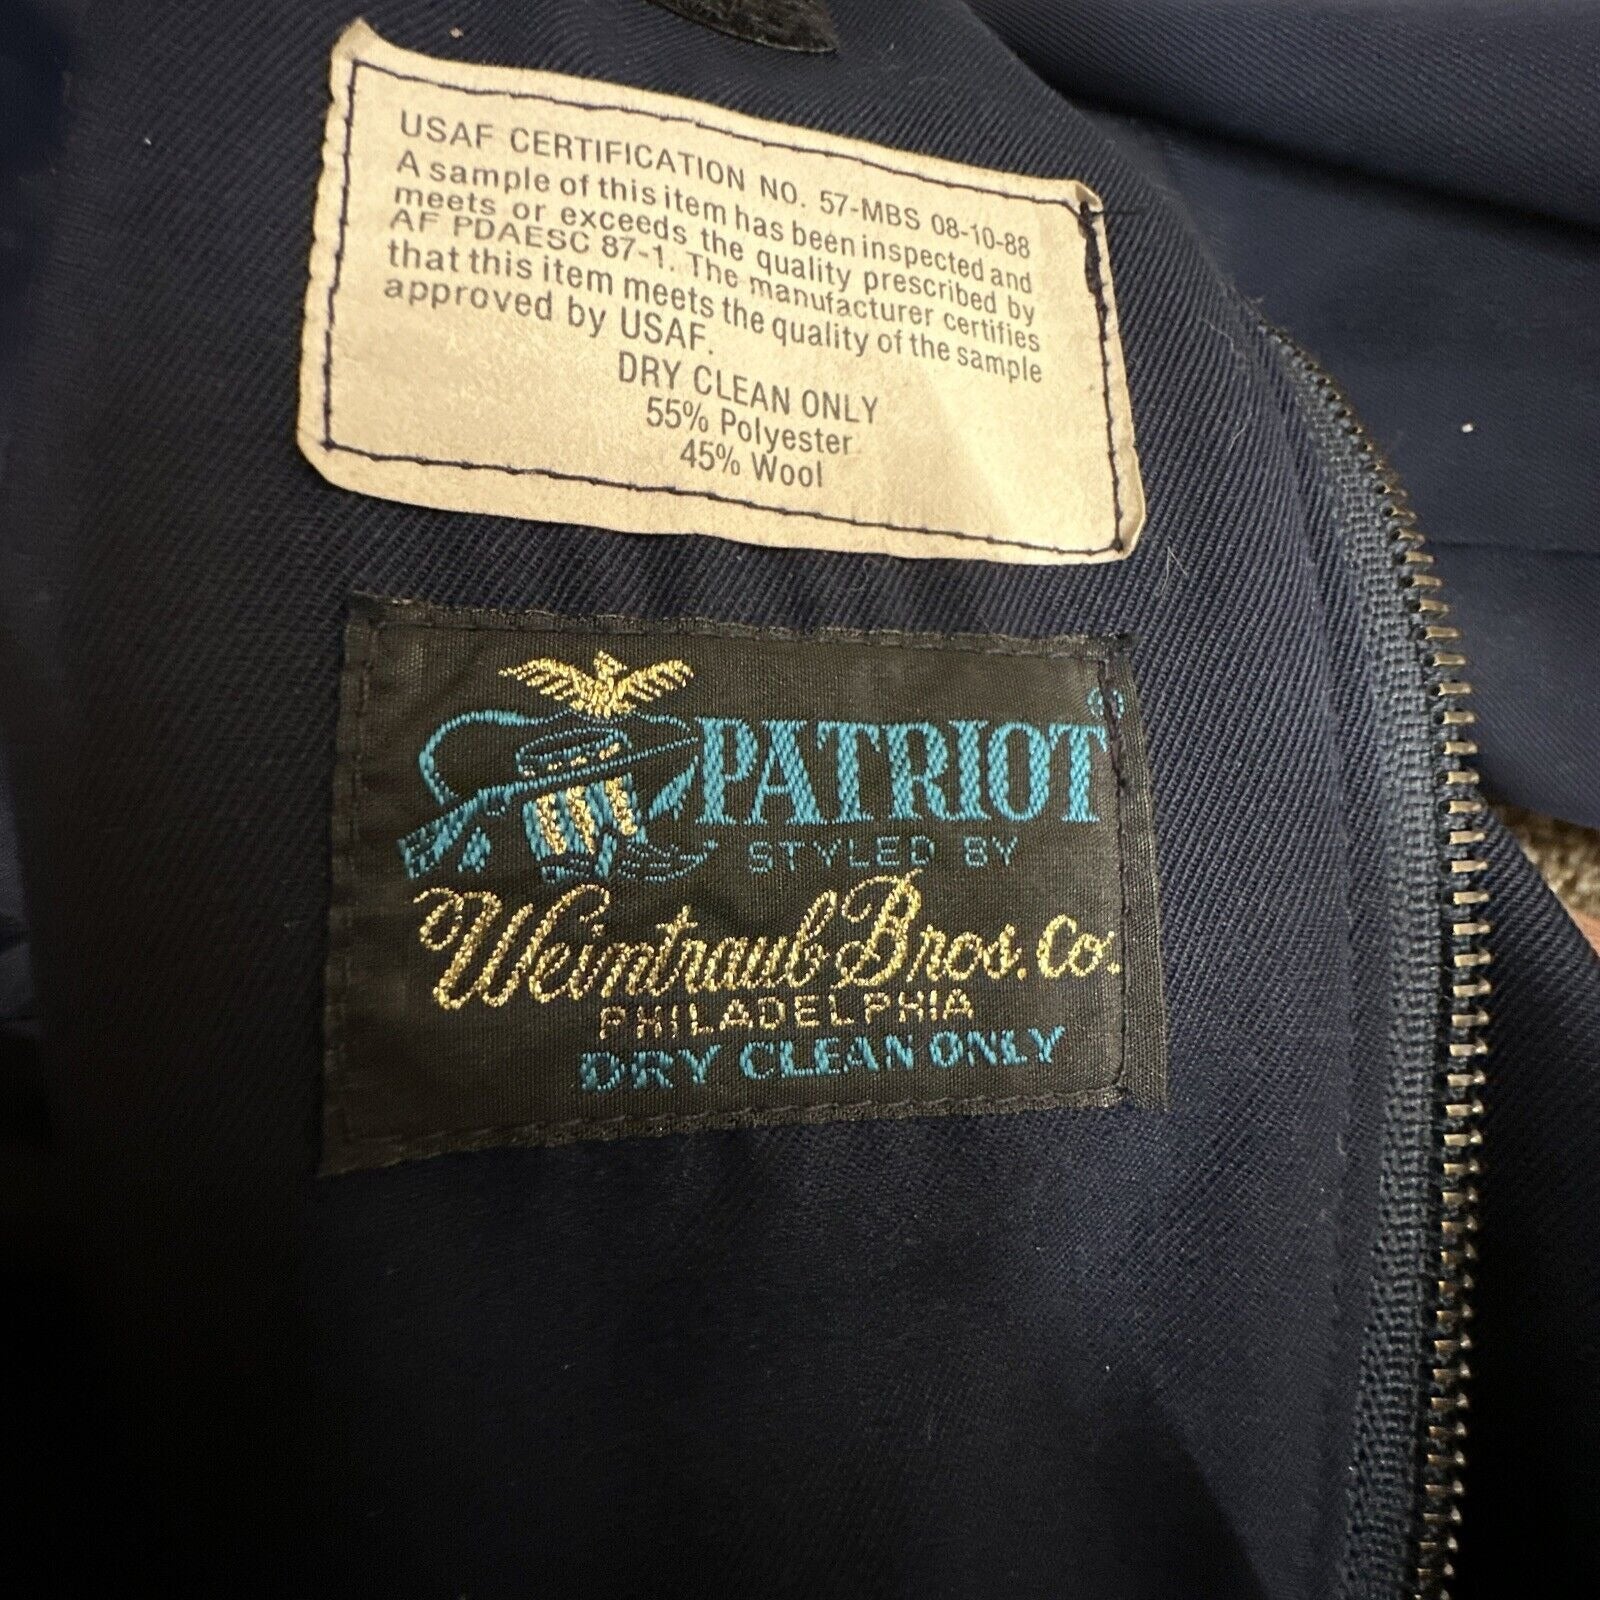 USAF CERTIFICATION NO. 57-MBS 08-10-88
A sample of this item has been inspected and
meets or exceeds the quality prescribed by
AF PDAESC 87-1. The manufacturer certifies
that this item meets the quality of the sample
approved by USAF.
DRY CLEAN ONLY
55% Polyester
45% Wool
PATRIOT®
STYLED BY
Weintraub Bros. Co.
PHILADELPHIA
DRY CLEAN ONLY